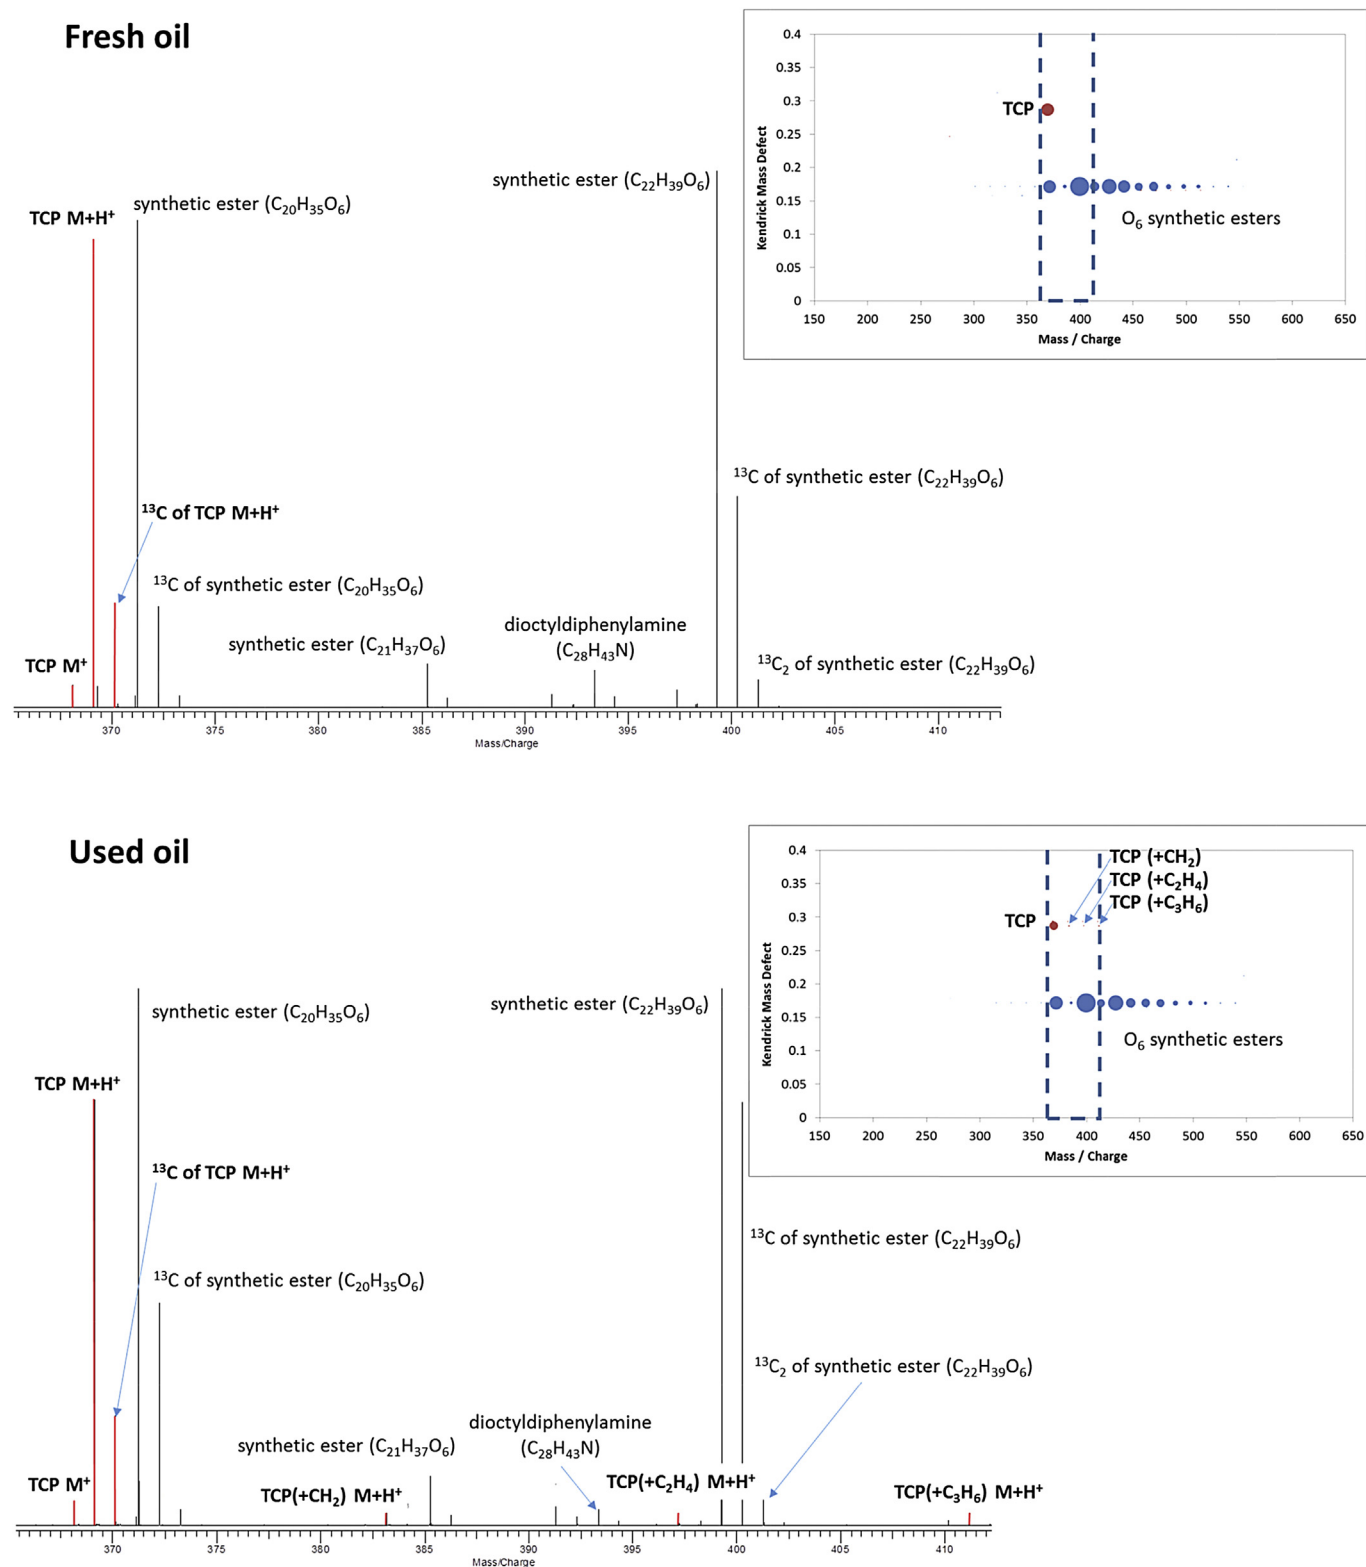 Fresh oil
TCP M+H⁺
synthetic ester (C₂₀H₃₅O₆)
synthetic ester (C₂₂H₃₉O₆)
¹³C of TCP M+H⁺
¹³C of synthetic ester (C₂₀H₃₅O₆)
¹³C of synthetic ester (C₂₂H₃₉O₆)
TCP M⁺
synthetic ester (C₂₁H₃₇O₆)
dioctyldiphenylamine
(C₂₈H₄₃N)
¹³C₂ of synthetic ester (C₂₂H₃₉O₆)
370 375 380 385 390 395 400 405 410
Mass/Charge
Kendrick Mass Defect
0.4
0.35
0.3
0.25
0.2
0.15
0.1
0.05
0
TCP
O₆ synthetic esters
150 200 250 300 350 400 450 500 550 600 650
Mass / Charge
Used oil
synthetic ester (C₂₀H₃₅O₆)
synthetic ester (C₂₂H₃₉O₆)
TCP M+H⁺
¹³C of TCP M+H⁺
¹³C of synthetic ester (C₂₀H₃₅O₆)
¹³C of synthetic ester (C₂₂H₃₉O₆)
¹³C₂ of synthetic ester (C₂₂H₃₉O₆)
TCP M⁺
synthetic ester (C₂₁H₃₇O₆)
dioctyldiphenylamine
(C₂₈H₄₃N)
TCP(+CH₂) M+H⁺
TCP(+C₂H₄) M+H⁺
TCP(+C₃H₆) M+H⁺
370 375 380 385 390 395 400 405 410
Mass/Charge
Kendrick Mass Defect
0.4
0.35
0.3
0.25
0.2
0.15
0.1
0.05
0
TCP (+CH₂)
TCP (+C₂H₄)
TCP (+C₃H₆)
TCP
O₆ synthetic esters
150 200 250 300 350 400 450 500 550 600 650
Mass / Charge